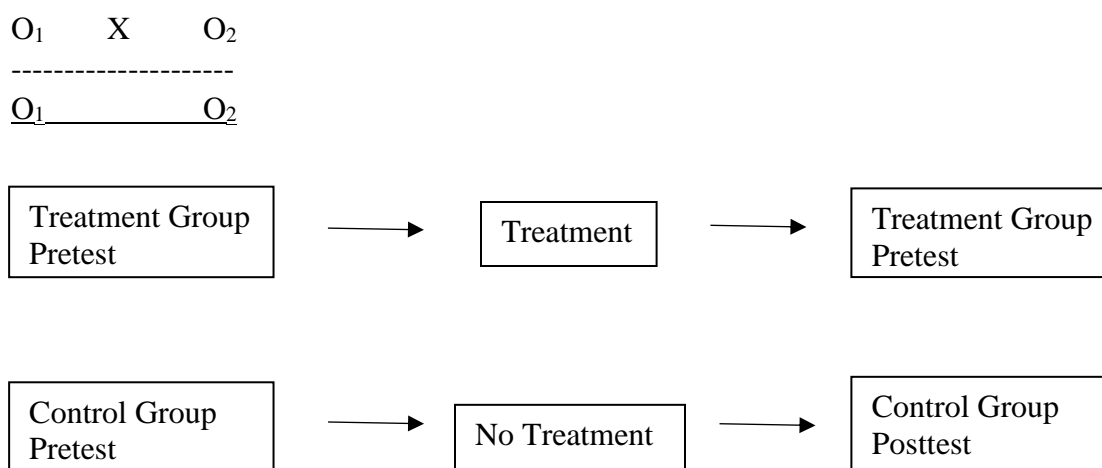 O₁ X O₂
---------------------
O₁ O₂
Treatment Group
Pretest
Treatment
Treatment Group
Pretest
Control Group
Pretest
No Treatment
Control Group
Posttest